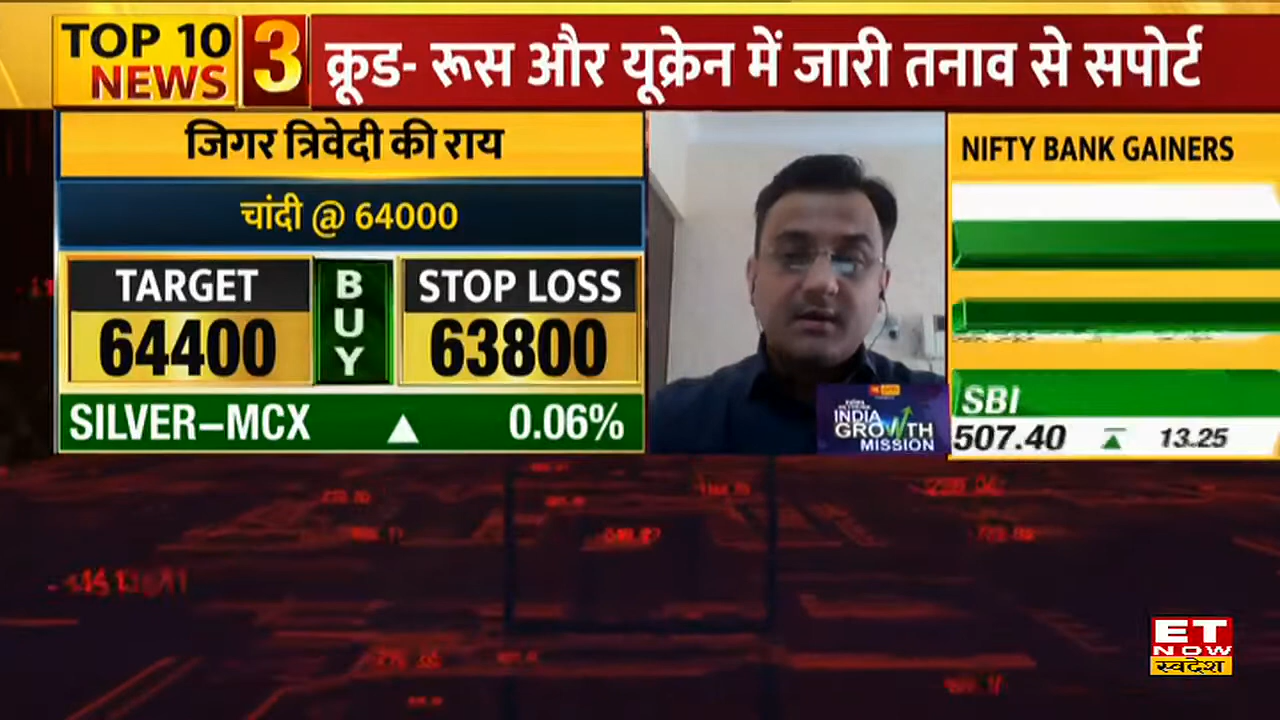 TOP 10
NEWS
3
क्रूड- रूस और यूक्रेन में जारी तनाव से सपोर्ट
जिगर त्रिवेदी की राय
चांदी @ 64000
TARGET
64400
BUY
STOP LOSS
63800
SILVER-MCX ▲ 0.06%
INDIA
GROWTH
MISSION
NIFTY BANK GAINERS
SBI
507.40 ▲ 13.25
ET
NOW
स्वदेश